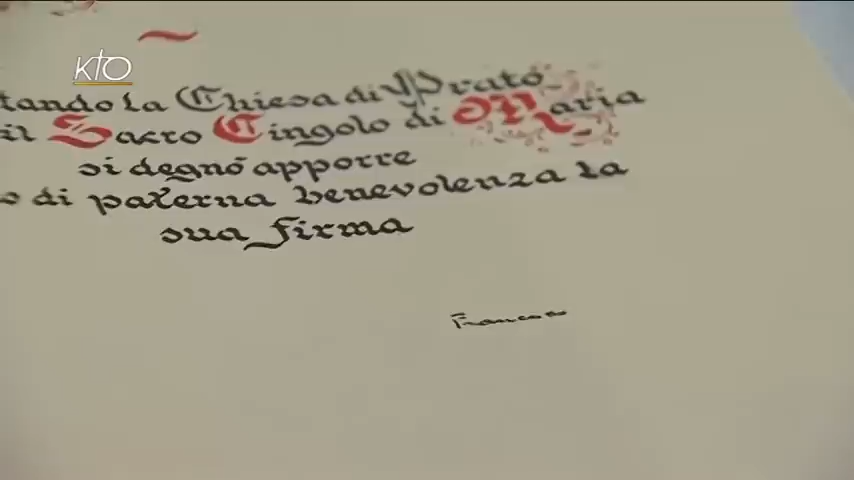 KTO
tando la Chiesa di Prato
il Sacro Cingolo di Maria
si degnò apporre
o di paterna benevolenza la
sua firma